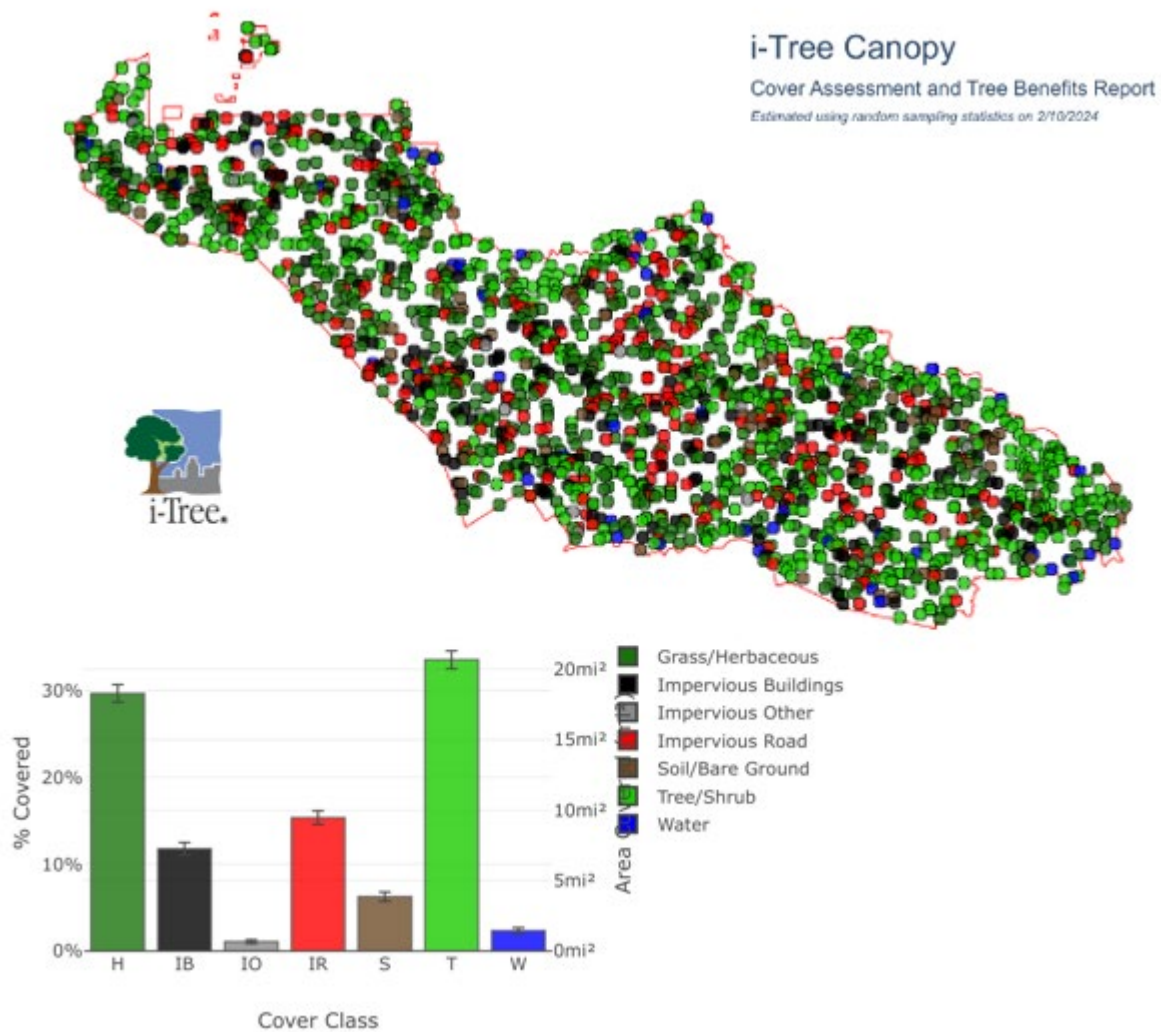 i-Tree Canopy
Cover Assessment and Tree Benefits Report
Estimated using random sampling statistics on 2/10/2024
i-Tree.
% Covered
30%
20%
10%
0%
H IB IO IR S T W
Cover Class
20mi²
15mi²
10mi²
5mi²
0mi²
Area
Grass/Herbaceous
Impervious Buildings
Impervious Other
Impervious Road
Soil/Bare Ground
Tree/Shrub
Water